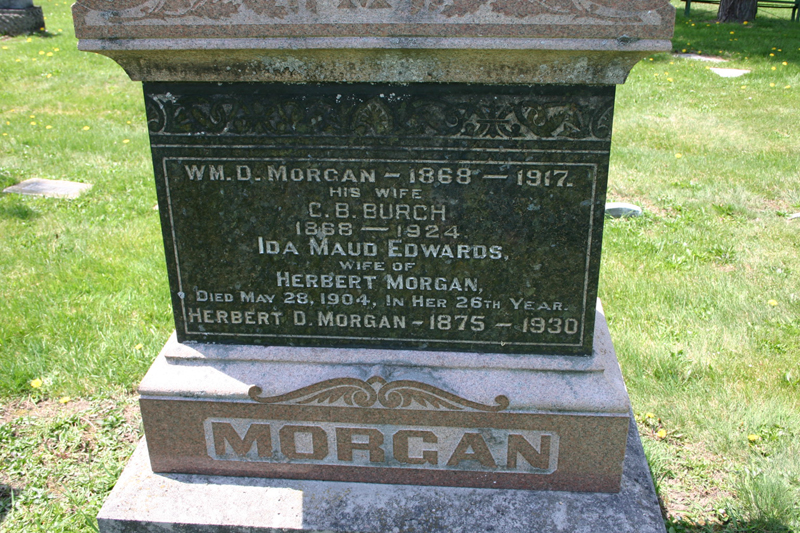 WM. D. MORGAN – 1868 – 1917.
HIS WIFE
C. B. BURCH
1868 – 1924.
IDA MAUD EDWARDS,
WIFE OF
HERBERT MORGAN,
DIED MAY 28, 1904, IN HER 26TH YEAR.
HERBERT D. MORGAN – 1875 – 1930
MORGAN